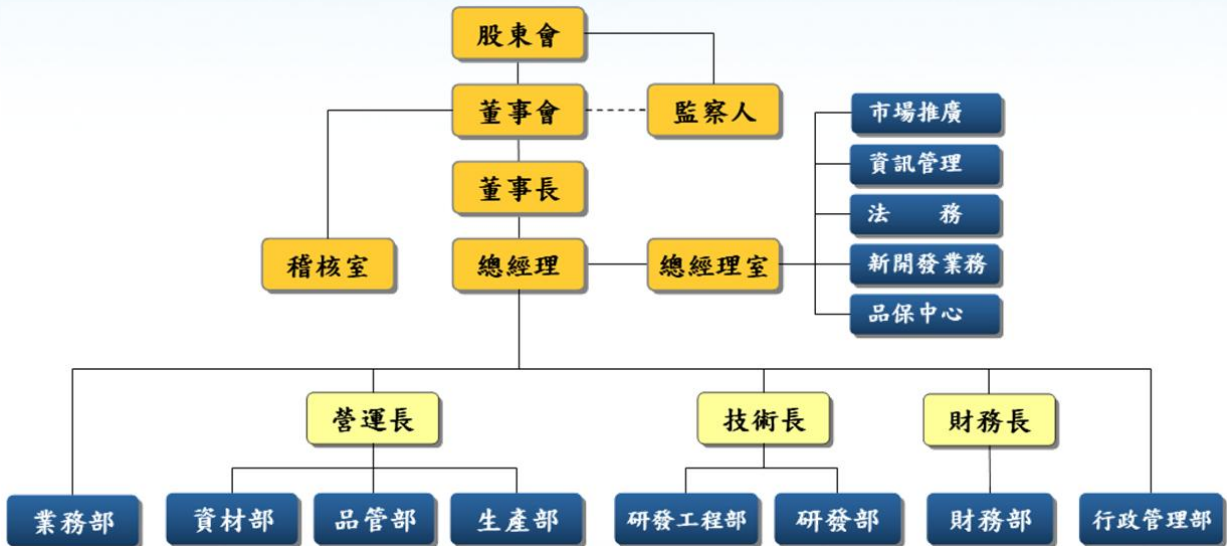 股東會
董事會
監察人
市場推廣
資訊管理
董事長
法　　務
稽核室
總經理
總經理室
新開發業務
品保中心
營運長
技術長
財務長
業務部
資材部
品管部
生產部
研發工程部
研發部
財務部
行政管理部